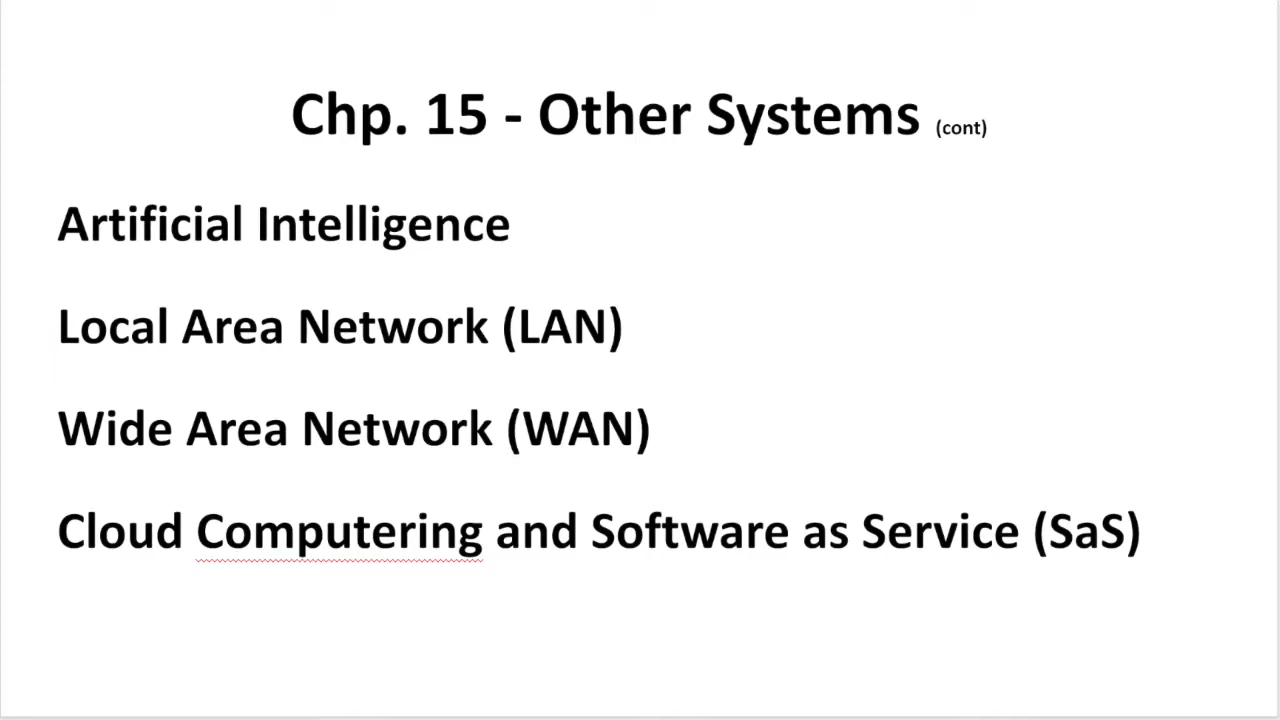 Chp. 15 - Other Systems (cont)
Artificial Intelligence
Local Area Network (LAN)
Wide Area Network (WAN)
Cloud Computering and Software as Service (SaS)